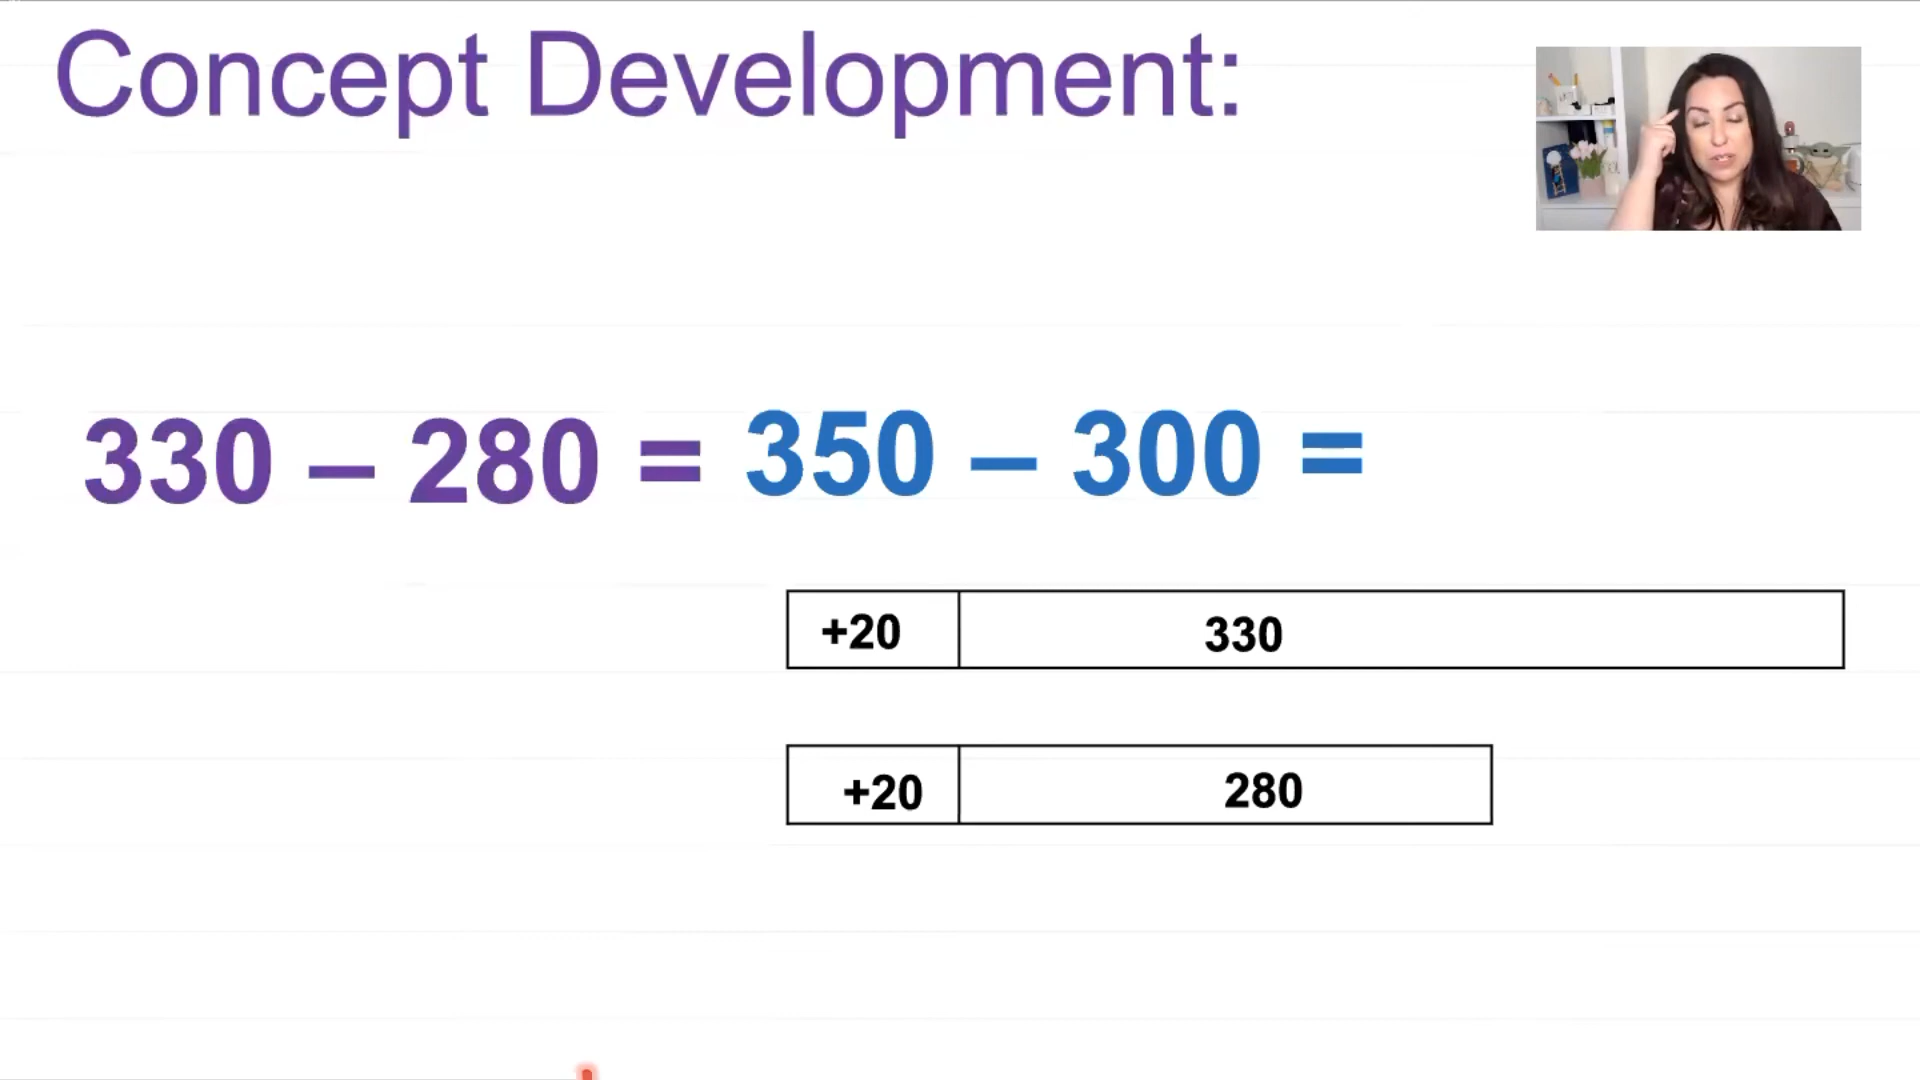 Concept Development:
330 – 280 = 350 – 300 =
+20 330
+20 280